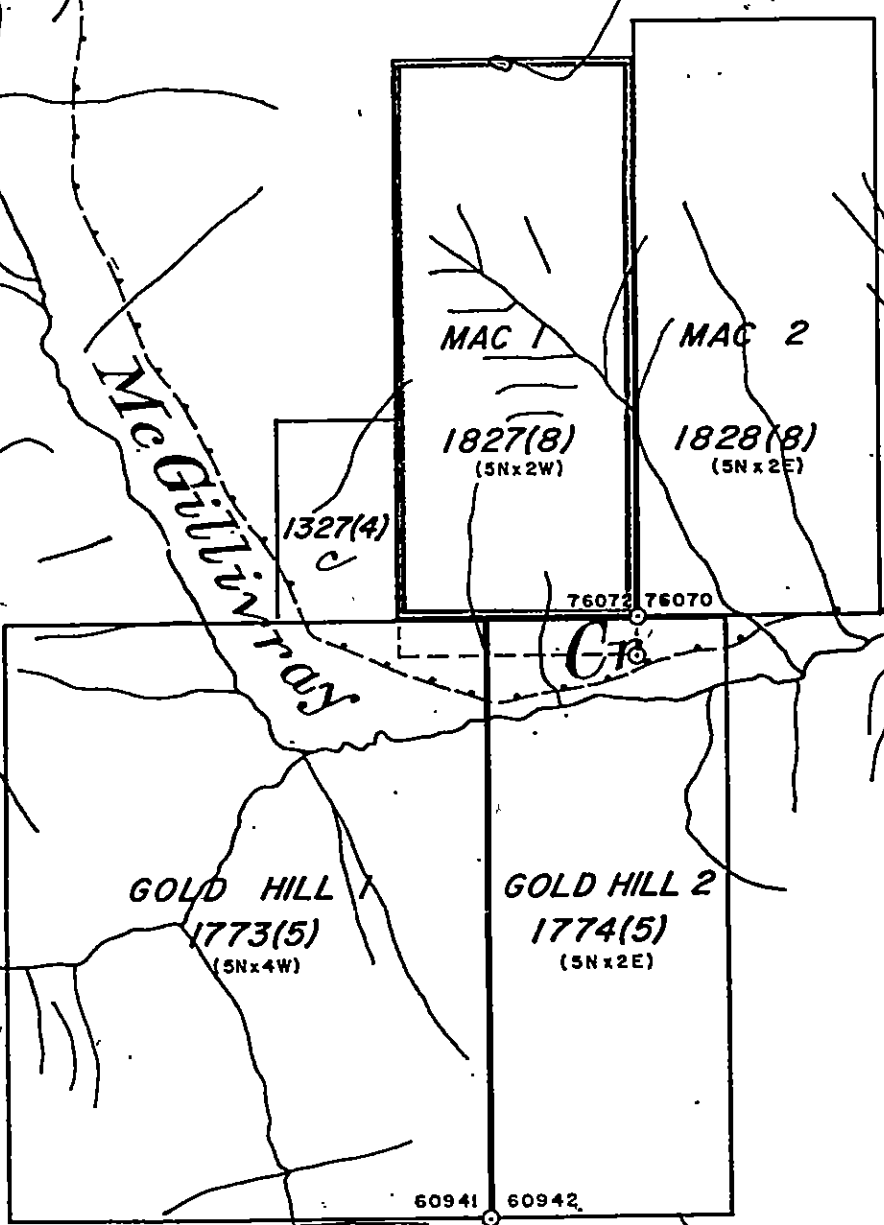 MAC 1
1827(8)
(5N x 2W)
MAC 2
1828(8)
(5N x 2E)
1327(4)
c
76072 76070
McGillivray
Cr
GOLD HILL 1
1773(5)
(5N x 4W)
GOLD HILL 2
1774(5)
(5N x 2E)
60941 60942